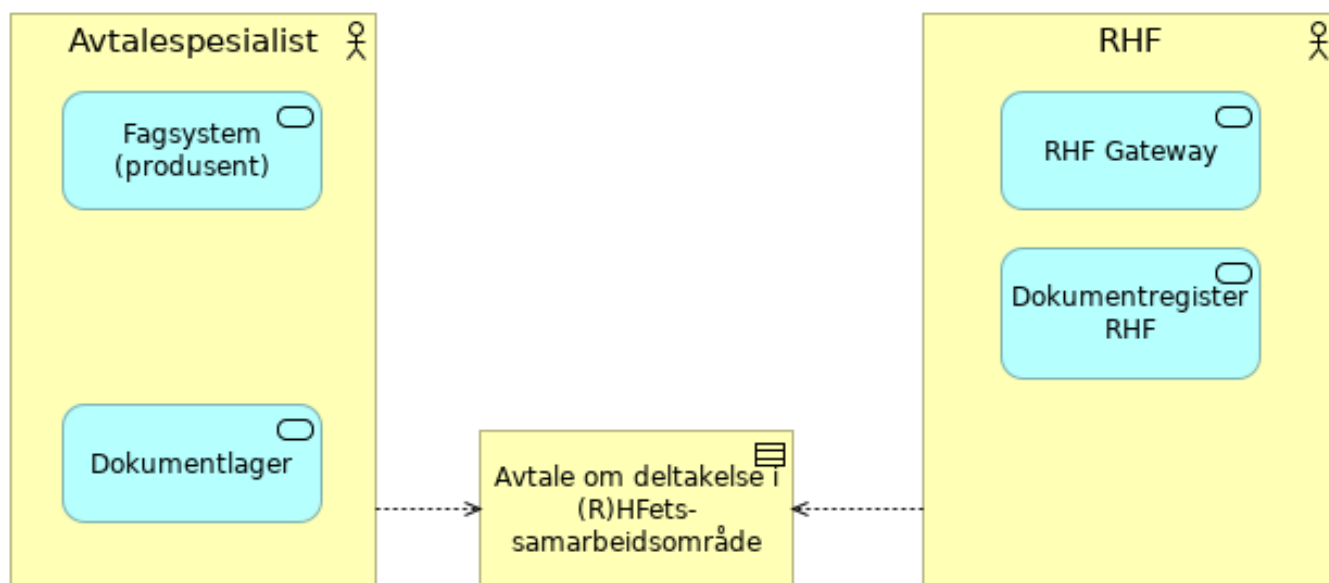 Avtalespesialist
Fagsystem
(produsent)
Dokumentlager
Avtale om deltakelse i
(R)HFets-
samarbeidsområde
RHF
RHF Gateway
Dokumentregister
RHF